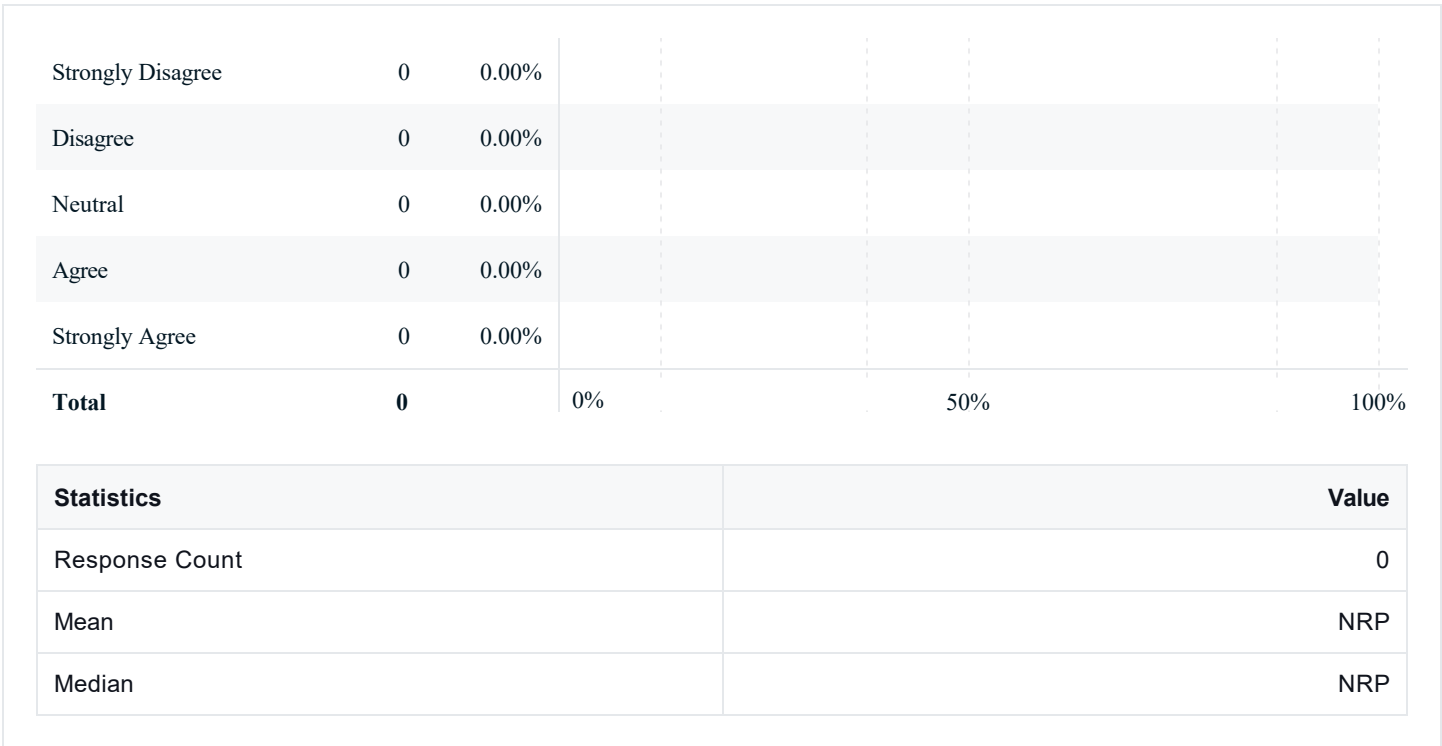 Strongly Disagree 0 0.00%
Disagree 0 0.00%
Neutral 0 0.00%
Agree 0 0.00%
Strongly Agree 0 0.00%
Total 0 0% 50% 100%
Statistics Value
Response Count 0
Mean NRP
Median NRP